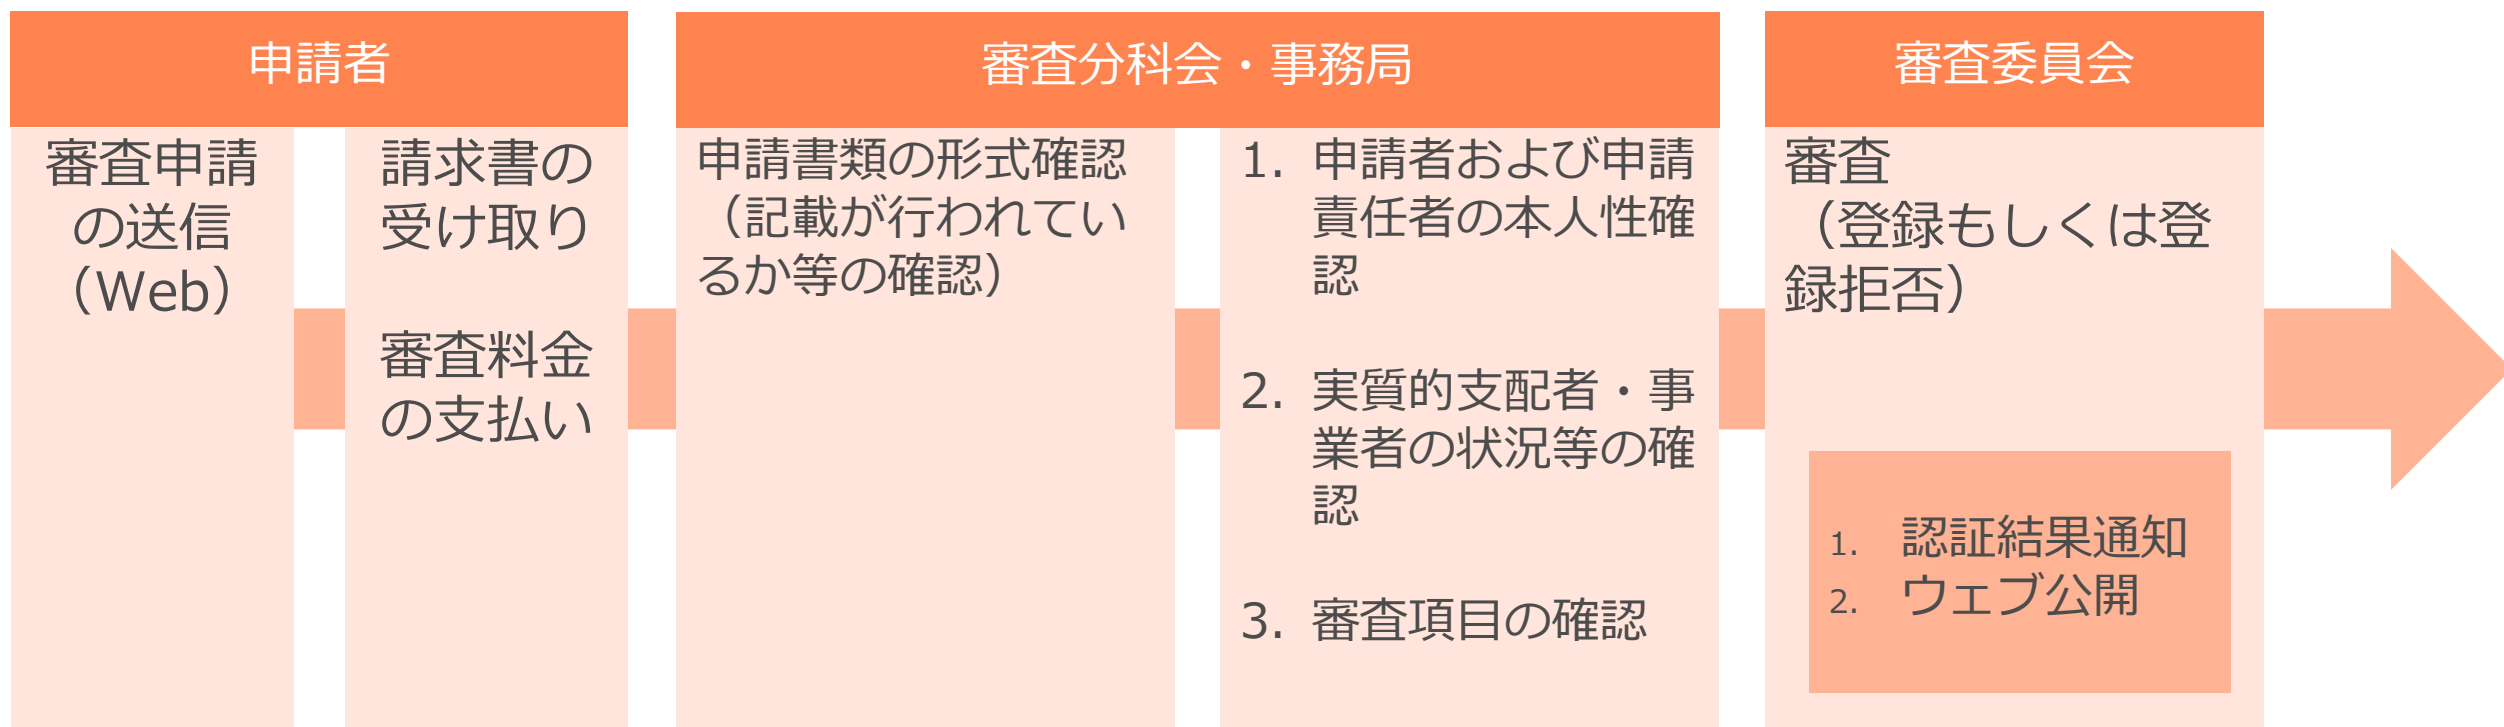 申請者
審査申請
の送信
(Web)
請求書の
受け取り
審査料金
の支払い
審査分科会・事務局
申請書類の形式確認
（記載が行われてい
るか等の確認）
1. 申請者および申請
責任者の本人性確
認
2. 実質的支配者・事
業者の状況等の確
認
3. 審査項目の確認
審査委員会
審査
（登録もしくは登
録拒否）
1. 認証結果通知
2. ウェブ公開